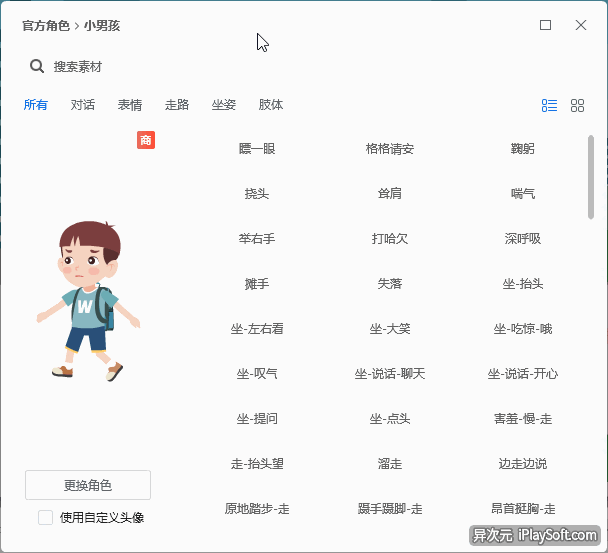 官方角色 > 小男孩
搜索素材
所有 对话 表情 走路 坐姿 肢体
商
瞟一眼 格格请安 鞠躬
挠头 耸肩 喘气
举右手 打哈欠 深呼吸
摊手 失落 坐-抬头
坐-左右看 坐-大笑 坐-吃惊-哦
坐-叹气 坐-说话-聊天 坐-说话-开心
坐-提问 坐-点头 害羞-慢-走
走-抬头望 溜走 边走边说
原地踏步-走 蹑手蹑脚-走 昂首挺胸-走
W
更换角色
使用自定义头像
异次元 iPlaySoft.com